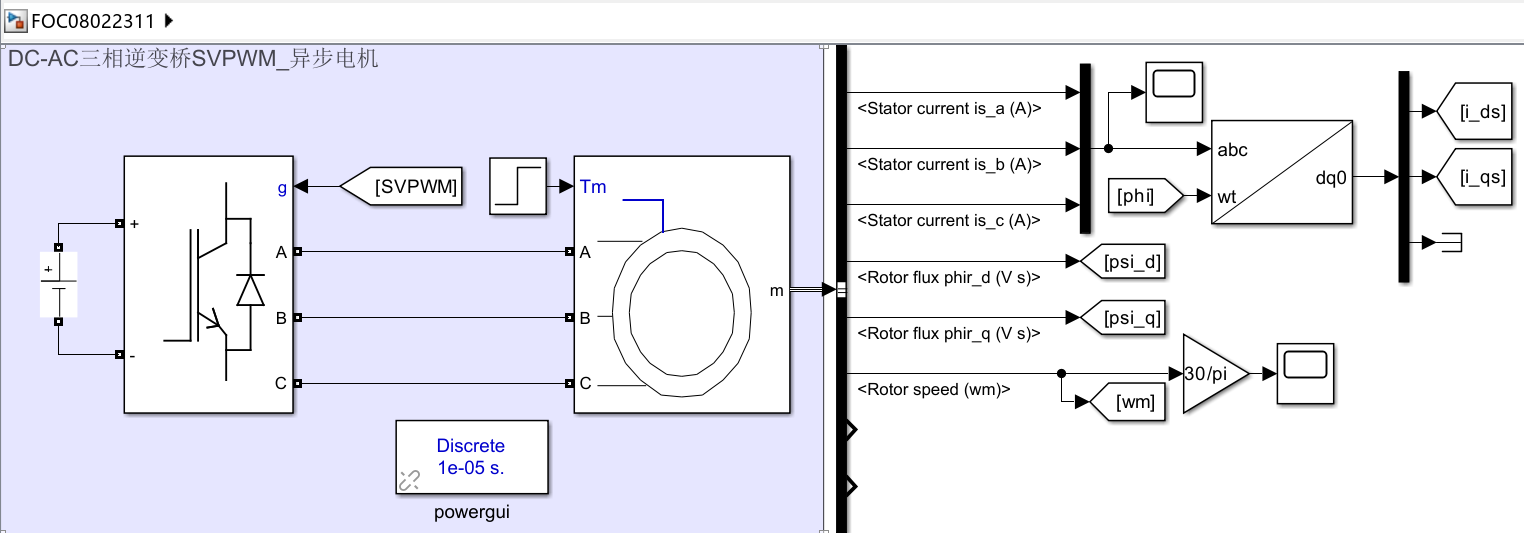 FOC08022311
DC-AC三相逆变桥SVPWM_异步电机
<Stator current is_a (A)>
[i_ds]
abc
<Stator current is_b (A)>
[i_qs]
dq0
g
[SVPWM]
Tm
[phi]
wt
<Stator current is_c (A)>
+
A
A
[psi_d]
+
<Rotor flux phir_d (V s)>
m
B
B
[psi_q]
<Rotor flux phir_q (V s)>
-
C
C
30/pi
<Rotor speed (wm)>
[wm]
Discrete
1e-05 s.
powergui